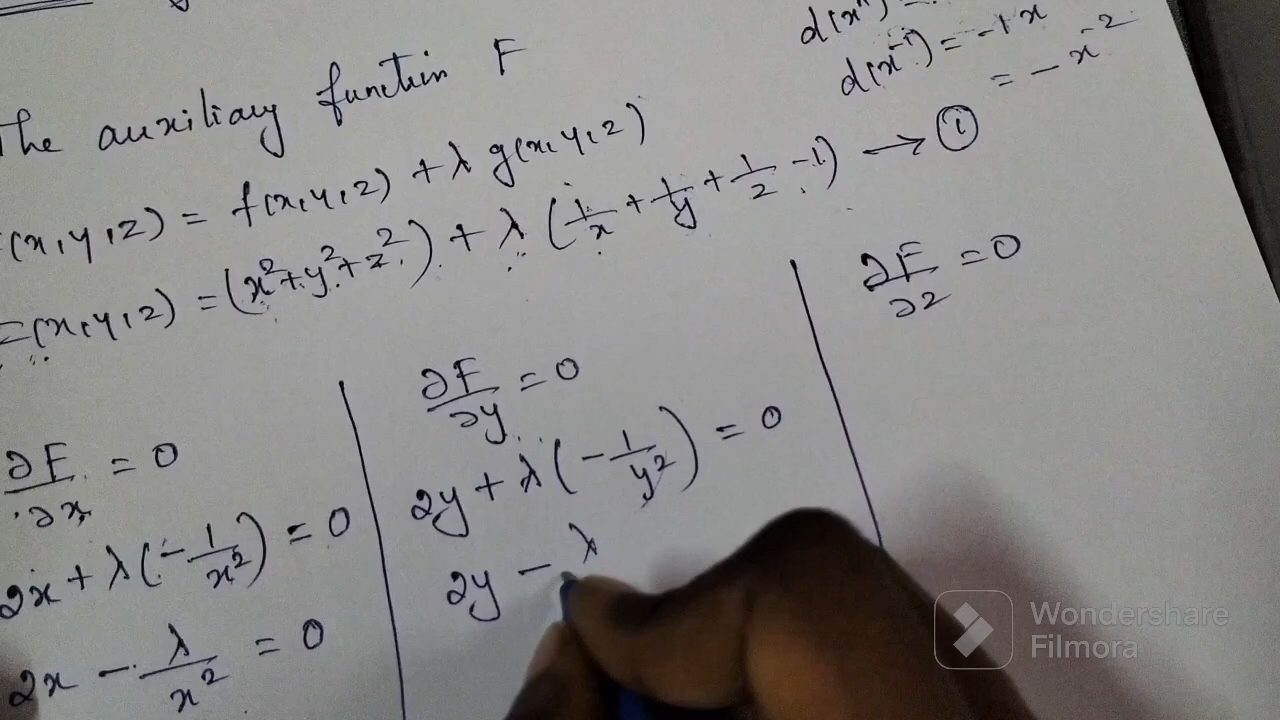 The auxiliary function F
(x,y,z) = f(x,y,z) + λ g(x,y,z)
F(x,y,z) = (x²+y²+z²) + λ (1/x + 1/y + 1/z - 1) → ①
d(xⁿ) =
d(x⁻¹) = -1 x
= - x⁻²
∂F/∂x = 0
2x + λ(-1/x²) = 0
2x - λ/x² = 0
∂F/∂y = 0
2y + λ(-1/y²) = 0
2y - λ
∂F/∂z = 0
Wondershare
Filmora